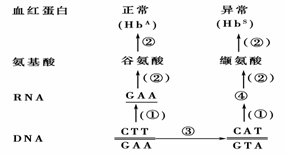 血红蛋白 正常 异常
(HbᴬA) (Hbˢ)
② (②)
氨基酸 谷氨酸 缬氨酸
(②) (②)
RNA GAA ④
(①) (①)
DNA CTT ③ CAT
GAA GTA